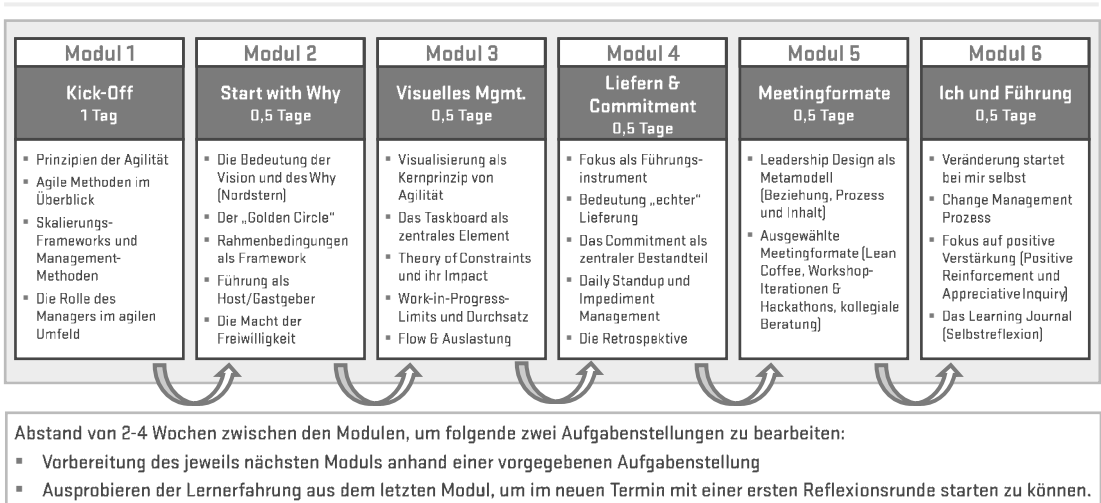 Modul 1
Kick-Off
1 Tag
▪ Prinzipien der Agilität
▪ Agile Methoden im
Überblick
▪ Skalierungs-
Frameworks und
Management-
Methoden
▪ Die Rolle des
Managers im agilen
Umfeld
Modul 2
Start with Why
0,5 Tage
▪ Die Bedeutung der
Vision und des Why
(Nordstern)
▪ Der „Golden Circle“
▪ Rahmenbedingungen
als Framework
▪ Führung als
Host/Gastgeber
▪ Die Macht der
Freiwilligkeit
Modul 3
Visuelles Mgmt.
0,5 Tage
▪ Visualisierung als
Kernprinzip von
Agilität
▪ Das Taskboard als
zentrales Element
▪ Theory of Constraints
und ihr Impact
▪ Work-in-Progress-
Limits und Durchsatz
▪ Flow & Auslastung
Modul 4
Liefern &
Commitment
0,5 Tage
▪ Fokus als Führungs-
instrument
▪ Bedeutung „echter“
Lieferung
▪ Das Commitment als
zentraler Bestandteil
▪ Daily Standup und
Impediment
Management
▪ Die Retrospektive
Modul 5
Meetingformate
0,5 Tage
▪ Leadership Design als
Metamodell
(Beziehung, Prozess
und Inhalt)
▪ Ausgewählte
Meetingformate (Lean
Coffee, Workshop-
Iterationen &
Hackathons, kollegiale
Beratung)
Modul 6
Ich und Führung
0,5 Tage
▪ Veränderung startet
bei mir selbst
▪ Change Management
Prozess
▪ Fokus auf positive
Verstärkung (Positive
Reinforcement und
Appreciative Inquiry)
▪ Das Learning Journal
(Selbstreflexion)
Abstand von 2-4 Wochen zwischen den Modulen, um folgende zwei Aufgabenstellungen zu bearbeiten:
▪ Vorbereitung des jeweils nächsten Moduls anhand einer vorgegebenen Aufgabenstellung
▪ Ausprobieren der Lernerfahrung aus dem letzten Modul, um im neuen Termin mit einer ersten Reflexionsrunde starten zu können.